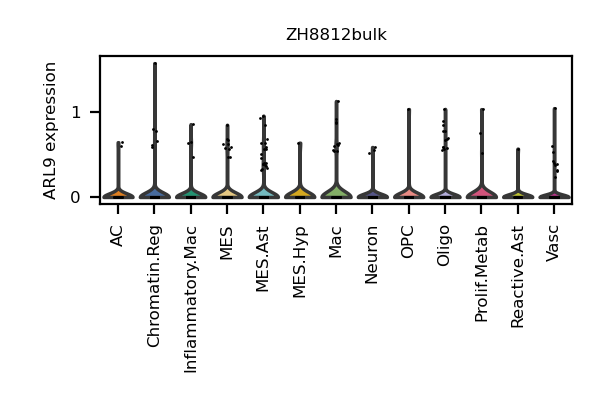 ZH8812bulk
ARL9 expression
1
0
AC
Chromatin.Reg
Inflammatory.Mac
MES
MES.Ast
MES.Hyp
Mac
Neuron
OPC
Oligo
Prolif.Metab
Reactive.Ast
Vasc